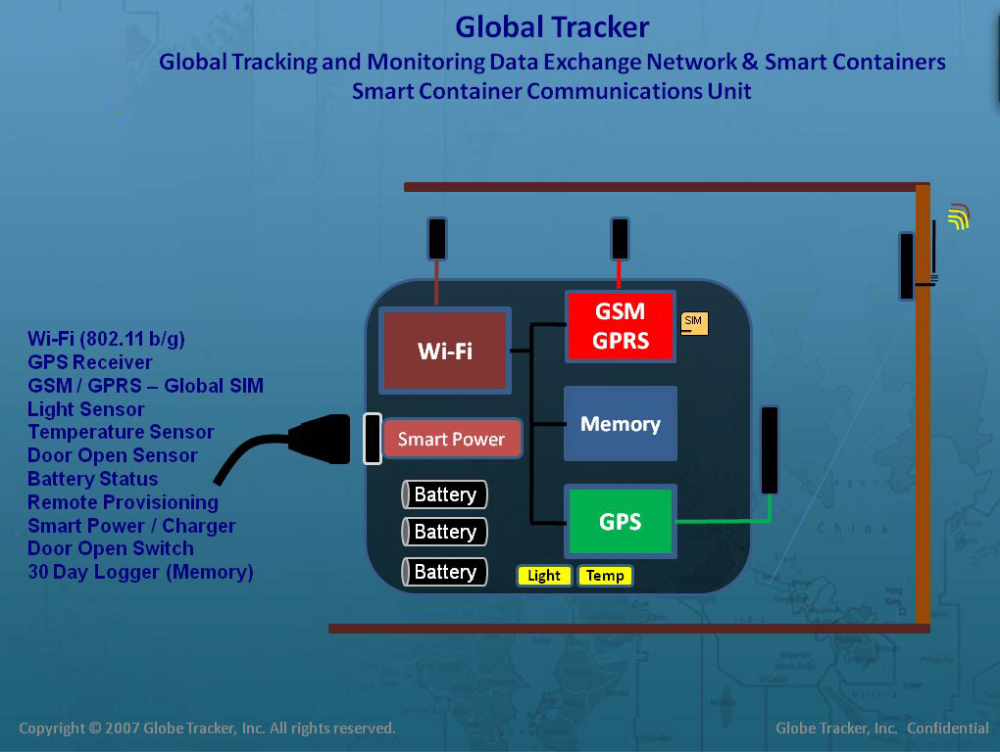 Global Tracker
Global Tracking and Monitoring Data Exchange Network & Smart Containers
Smart Container Communications Unit
Wi-Fi
GSM
GPRS
SIM
Memory
Smart Power
Battery
Battery
Battery
GPS
Light
Temp
Wi-Fi (802.11 b/g)
GPS Receiver
GSM / GPRS – Global SIM
Light Sensor
Temperature Sensor
Door Open Sensor
Battery Status
Remote Provisioning
Smart Power / Charger
Door Open Switch
30 Day Logger (Memory)
China
Copyright © 2007 Globe Tracker, Inc. All rights reserved.
Globe Tracker, Inc. Confidential